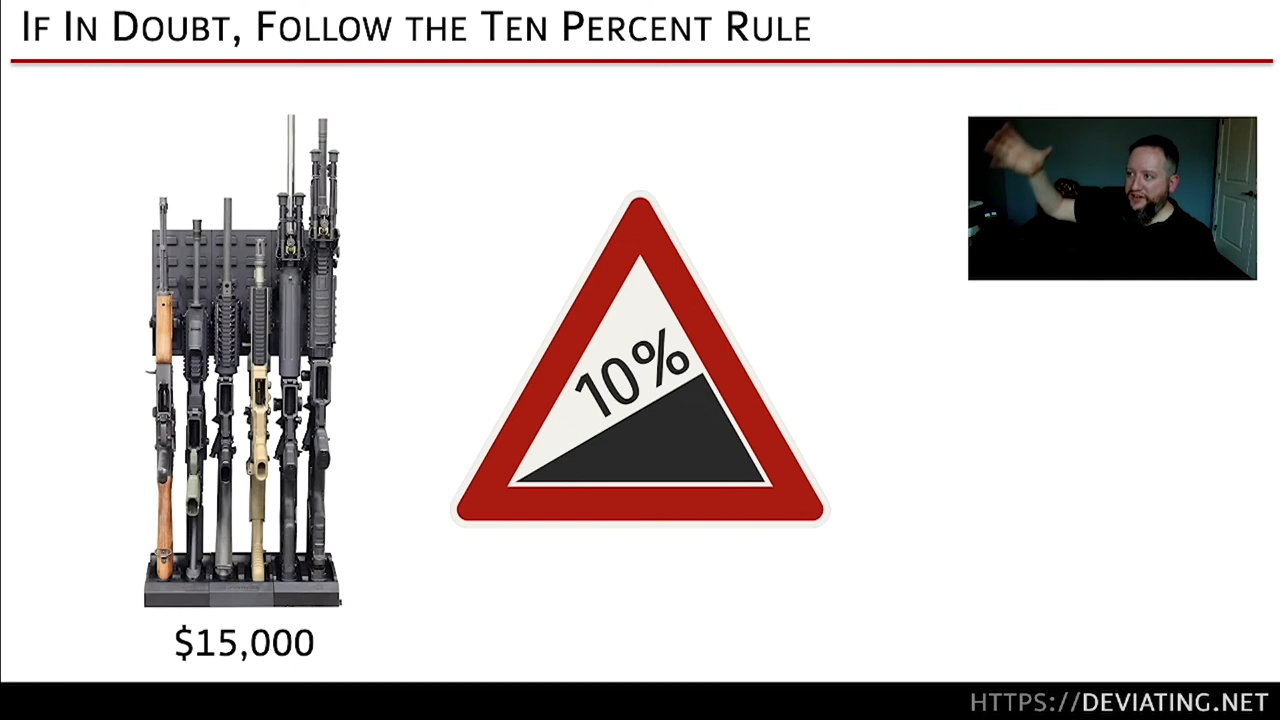 If In Doubt, Follow the Ten Percent Rule
10%
$15,000
HTTPS://DEVIATING.NET